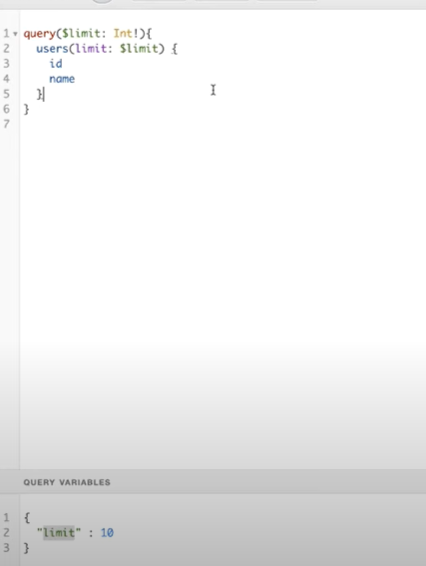 1 query($limit: Int!){
2 users(limit: $limit) {
3 id
4 name
5 }
6 }
7
QUERY VARIABLES
1 {
2 "limit" : 10
3 }